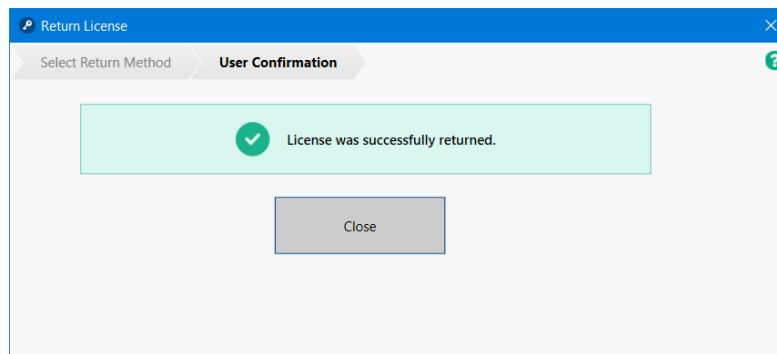 Return License
Select Return Method
User Confirmation
License was successfully returned.
Close